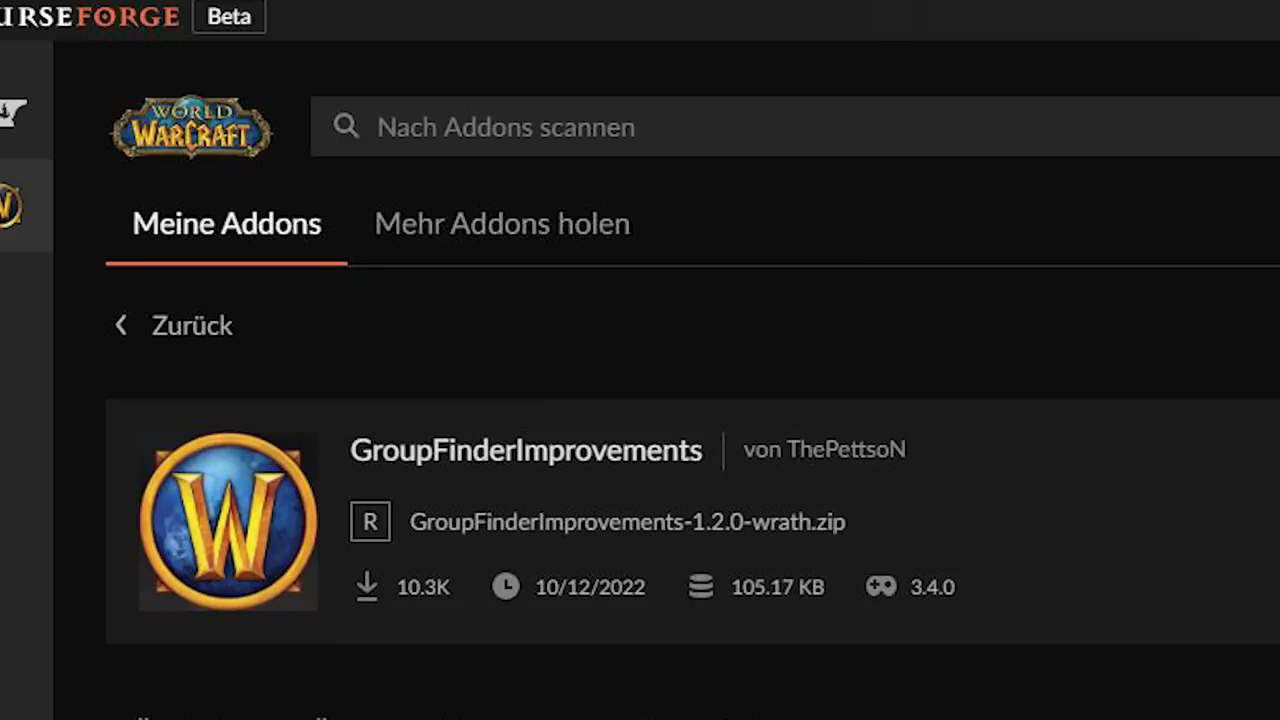 URSEFORGE Beta
WORLD
WARCRAFT
Nach Addons scannen
Meine Addons
Mehr Addons holen
Zurück
GroupFinderImprovements
von ThePettsoN
R
GroupFinderImprovements-1.2.0-wrath.zip
10.3K
10/12/2022
105.17 KB
3.4.0